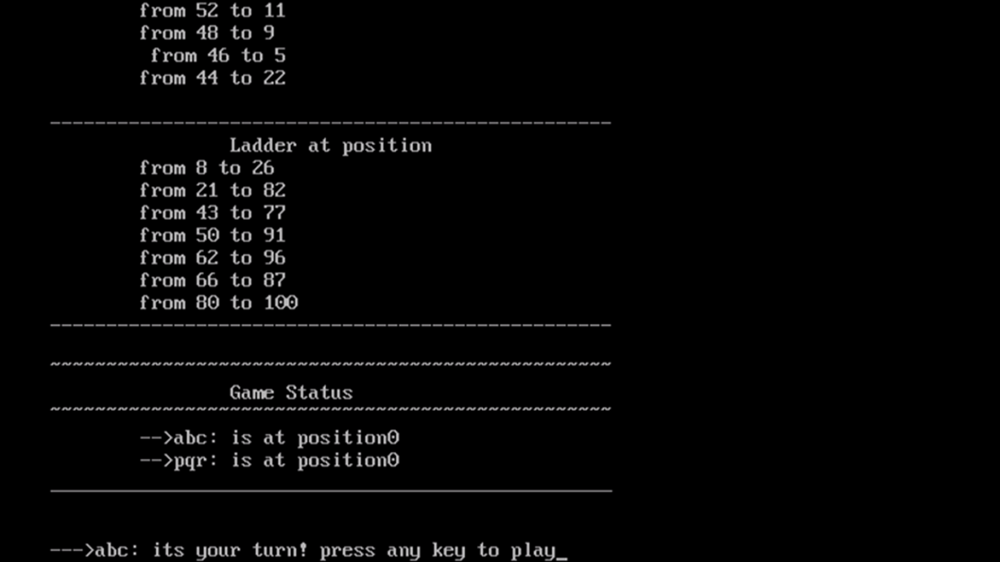 from 52 to 11
from 48 to 9
from 46 to 5
from 44 to 22
--------------------------------------------------
Ladder at position
from 8 to 26
from 21 to 82
from 43 to 77
from 50 to 91
from 62 to 96
from 66 to 87
from 80 to 100
--------------------------------------------------
~~~~~~~~~~~~~~~~~~~~~~~~~~~~~~~~~~~~~~~~~~~~~~~~~~
Game Status
~~~~~~~~~~~~~~~~~~~~~~~~~~~~~~~~~~~~~~~~~~~~~~~~~~
-->abc: is at position0
-->pqr: is at position0
__________________________________________________
--->abc: its your turn! press any key to play_